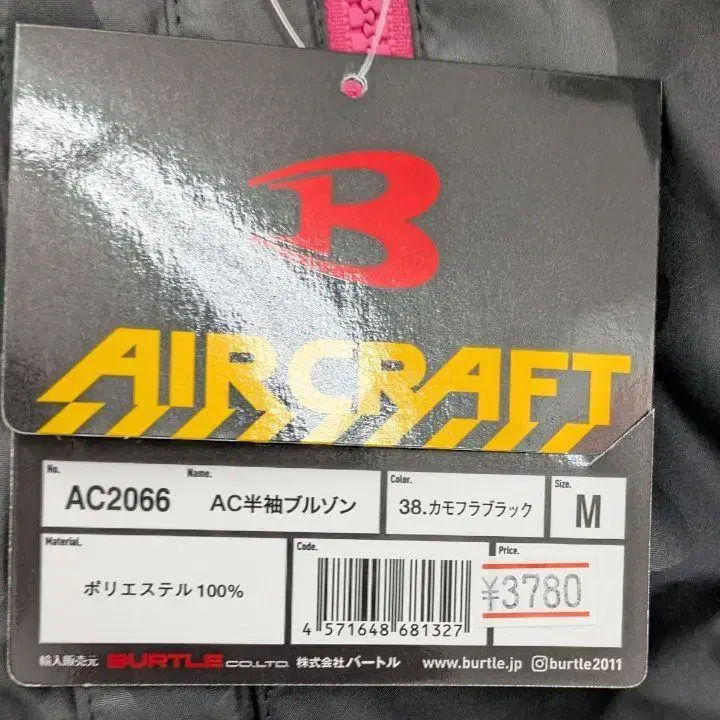 B
AIRCRAFT
No. AC2066 Name. AC半袖ブルゾン Color. 38.カモフラブラック Size. M
Material. ポリエステル100% Code. 4 571648 681327 Price. ¥3780
輸入販売元 BURTLE CO.LTD. 株式会社バートル www.burtle.jp burtle2011